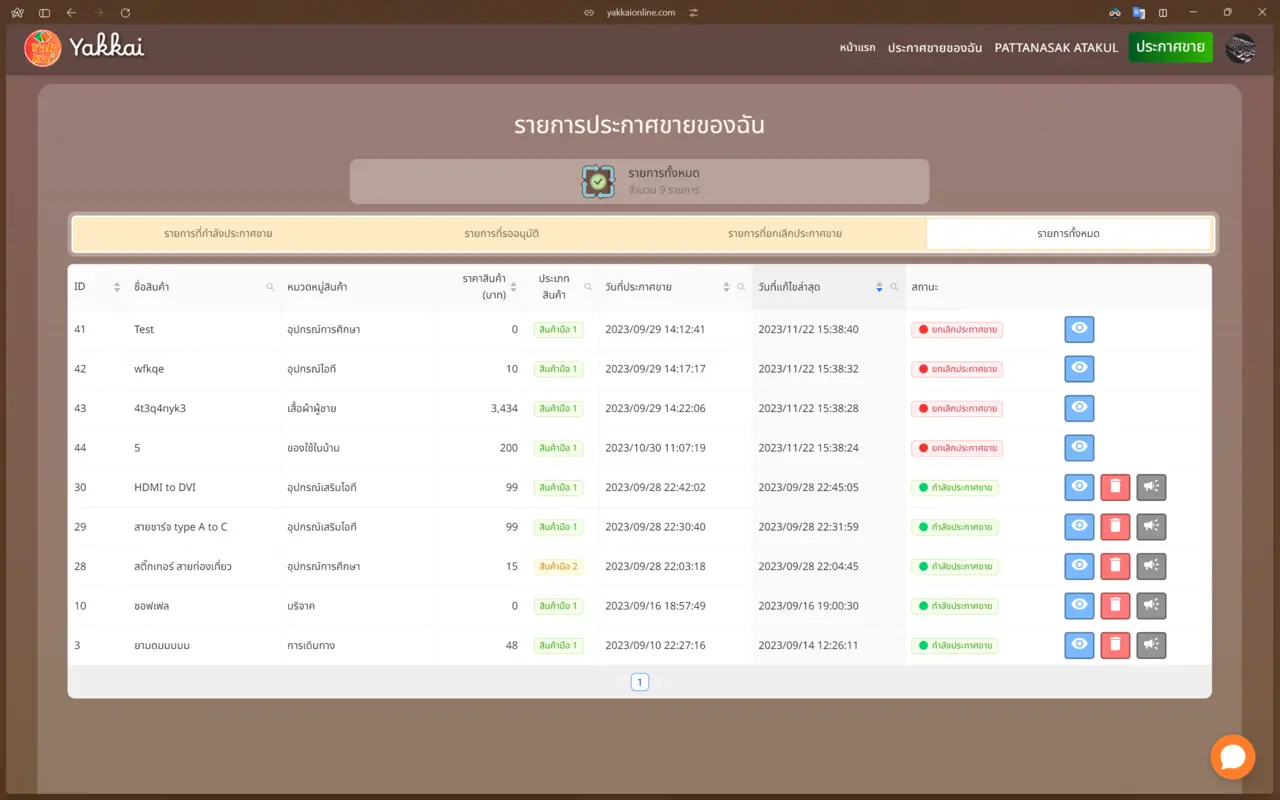 yakkaionline.com
Yakkai
หน้าแรก ประกาศขายของฉัน PATTANASAK ATAKUL ประกาศขาย
รายการประกาศขายของฉัน
รายการทั้งหมด
จำนวน 9 รายการ
รายการที่กำลังประกาศขาย รายการที่รออนุมัติ รายการที่ยกเลิกประกาศขาย รายการทั้งหมด
ID ชื่อสินค้า หมวดหมู่สินค้า ราคาสินค้า (บาท) ประเภทสินค้า วันที่ประกาศขาย วันที่แก้ไขล่าสุด สถานะ
41 Test อุปกรณ์การศึกษา 0 สินค้ามือ 1 2023/09/29 14:12:41 2023/11/22 15:38:40 ยกเลิกประกาศขาย
42 wfkqe อุปกรณ์ไอที 10 สินค้ามือ 1 2023/09/29 14:17:17 2023/11/22 15:38:32 ยกเลิกประกาศขาย
43 4t3q4nyk3 เสื้อผ้าผู้ชาย 3,434 สินค้ามือ 1 2023/09/29 14:22:06 2023/11/22 15:38:28 ยกเลิกประกาศขาย
44 5 ของใช้ในบ้าน 200 สินค้ามือ 1 2023/10/30 11:07:19 2023/11/22 15:38:24 ยกเลิกประกาศขาย
30 HDMI to DVI อุปกรณ์เสริมไอที 99 สินค้ามือ 1 2023/09/28 22:42:02 2023/09/28 22:45:05 กำลังประกาศขาย
29 สายชาร์จ type A to C อุปกรณ์เสริมไอที 99 สินค้ามือ 1 2023/09/28 22:30:40 2023/09/28 22:31:59 กำลังประกาศขาย
28 สติ๊กเกอร์ สายท่องเที่ยว อุปกรณ์การศึกษา 15 สินค้ามือ 2 2023/09/28 22:03:18 2023/09/28 22:04:45 กำลังประกาศขาย
10 ซอฟเฟล บริจาค 0 สินค้ามือ 1 2023/09/16 18:57:49 2023/09/16 19:00:30 กำลังประกาศขาย
3 ยามดมมมมม การเดินทาง 48 สินค้ามือ 1 2023/09/10 22:27:16 2023/09/14 12:26:11 กำลังประกาศขาย
1